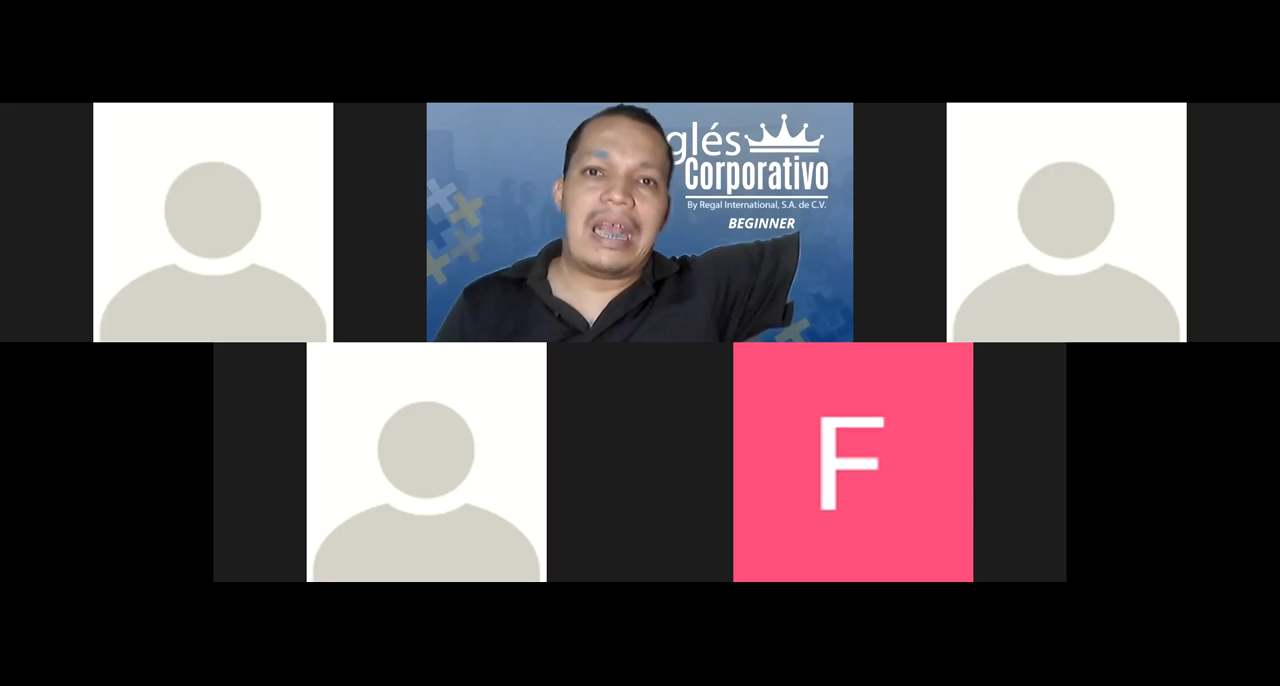 glés
Corporativo
By Regal International, S.A. de C.V.
BEGINNER
F